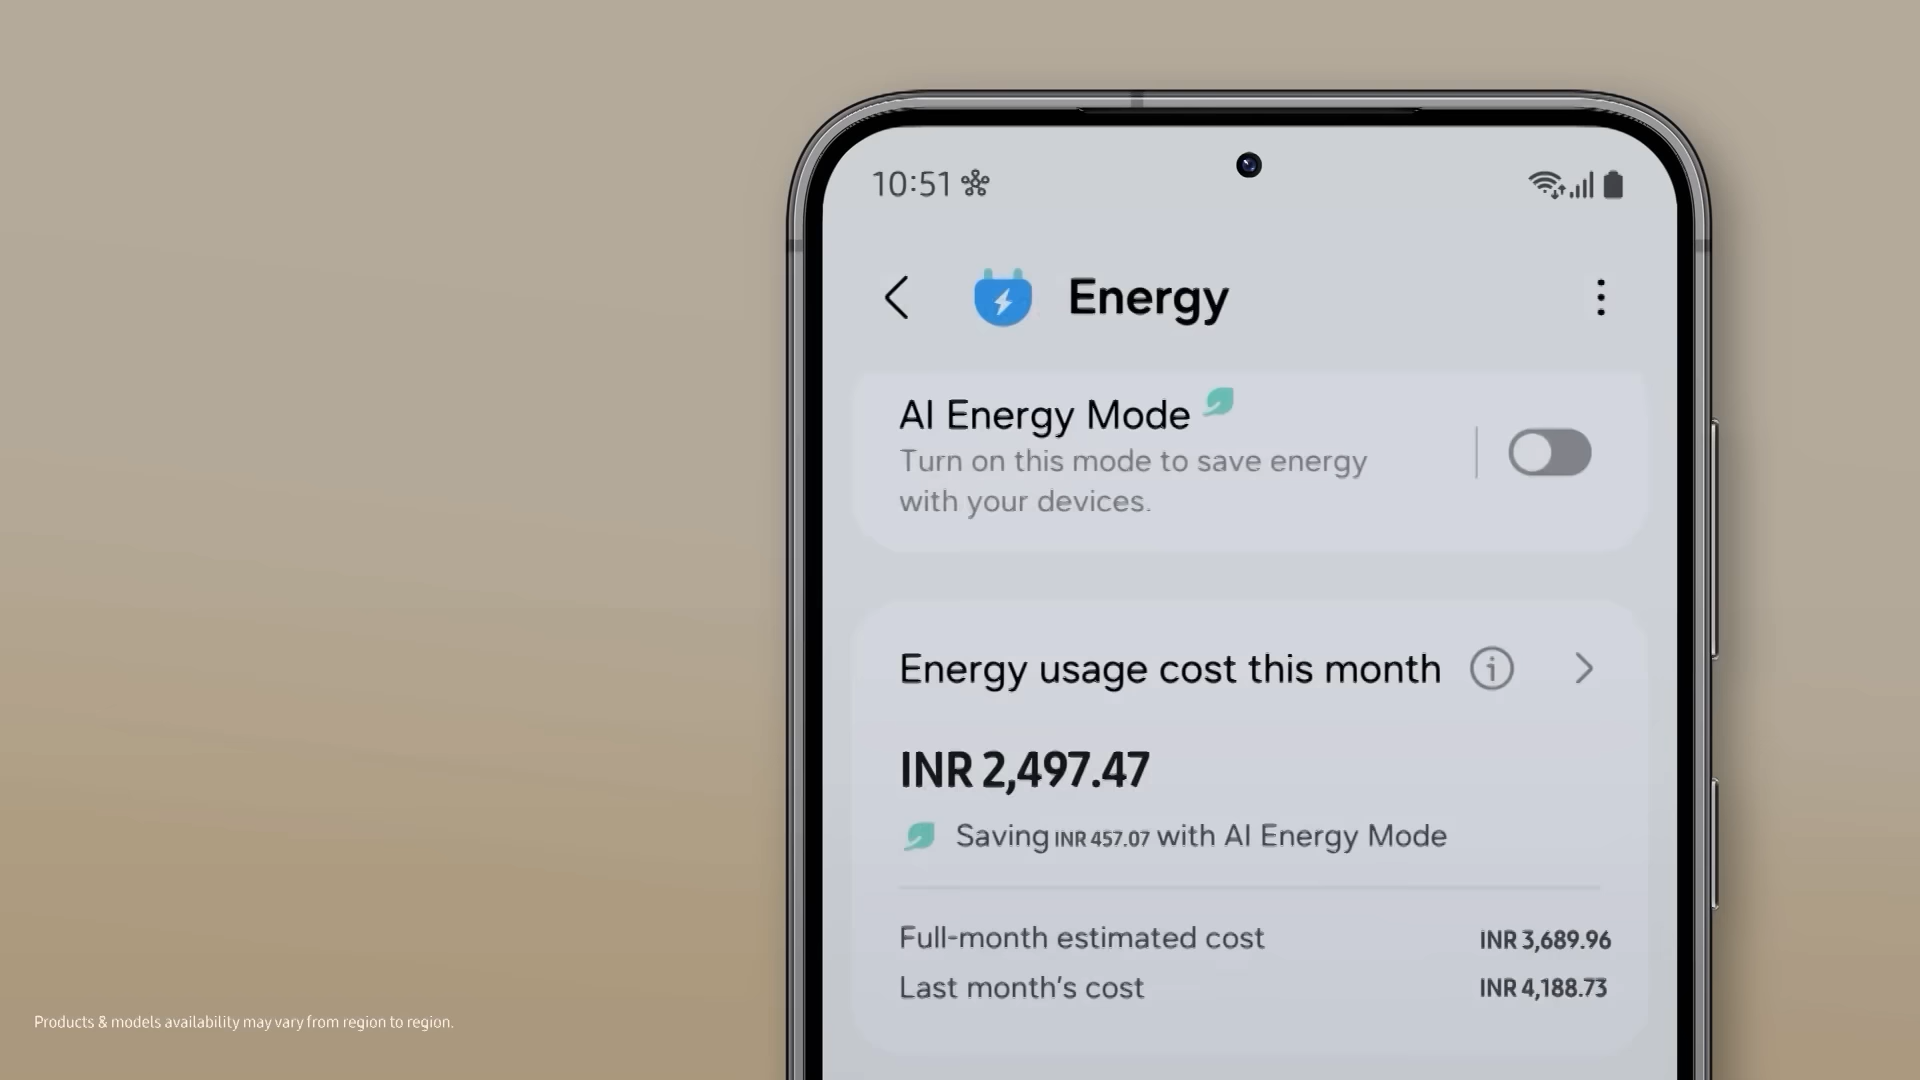 10:51
Energy
AI Energy Mode
Turn on this mode to save energy
with your devices.
Energy usage cost this month
INR 2,497.47
Saving INR 457.07 with AI Energy Mode
Full-month estimated cost INR 3,689.96
Last month's cost INR 4,188.73
Products & models availability may vary from region to region.